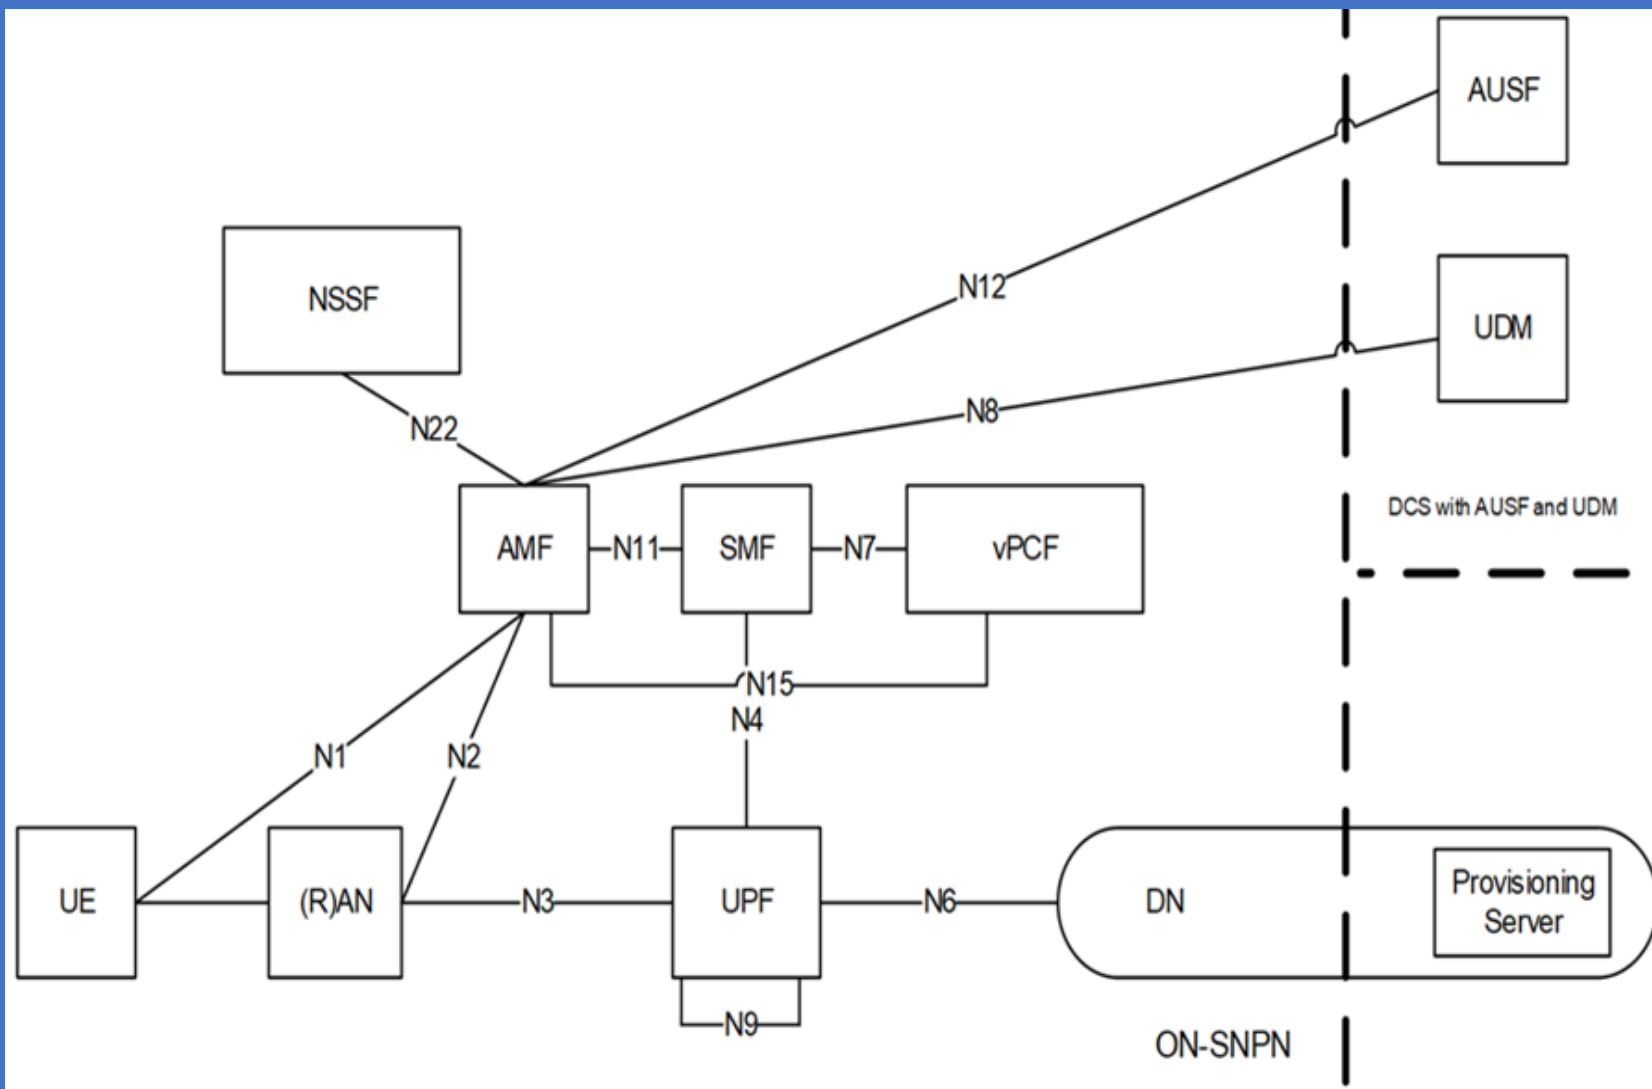 AUSF
NSSF
N12
UDM
N8
N22
DCS with AUSF and UDM
AMF
N11
SMF
N7
vPCF
N15
N4
N1
N2
UE
(R)AN
N3
UPF
N6
DN
Provisioning
Server
N9
ON-SNPN